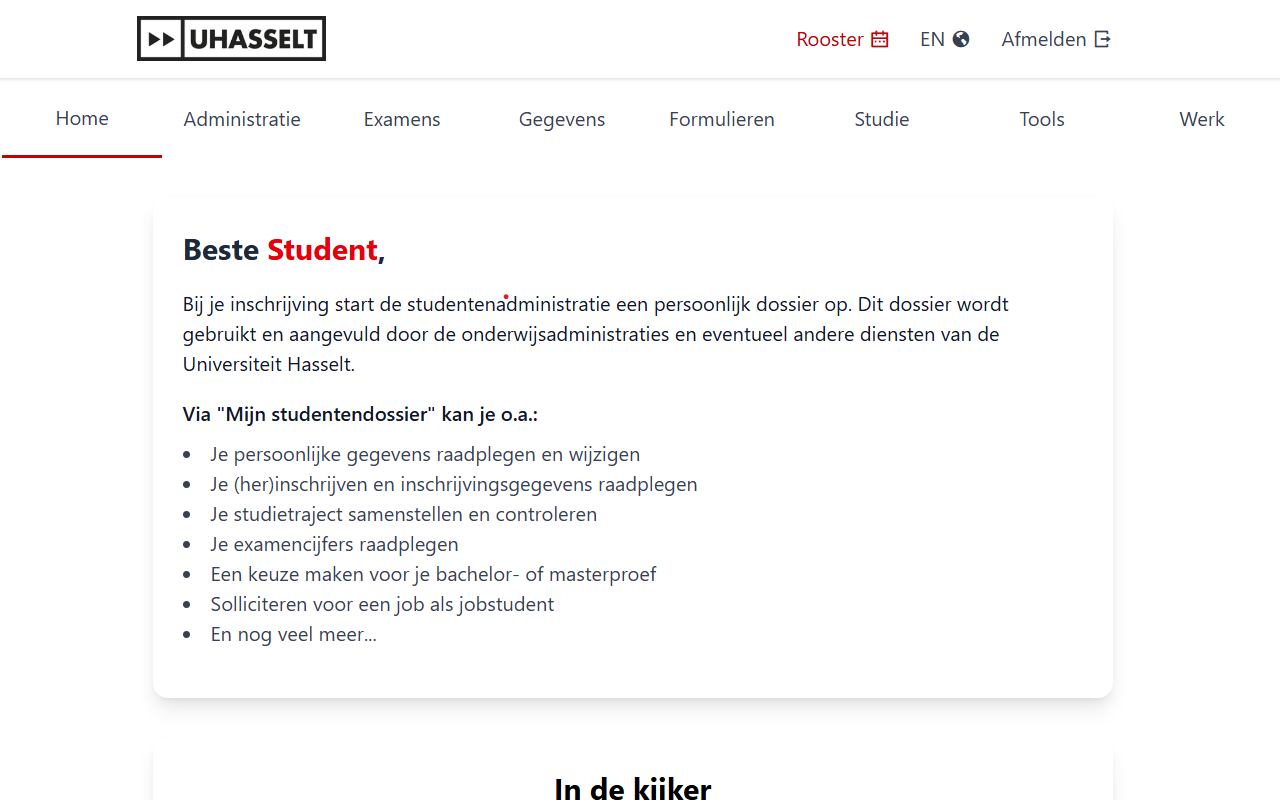 UHASSELT
Rooster
EN
Afmelden
Home
Administratie
Examens
Gegevens
Formulieren
Studie
Tools
Werk
Beste Student,
Bij je inschrijving start de studentenadministratie een persoonlijk dossier op. Dit dossier wordt
gebruikt en aangevuld door de onderwijsadministraties en eventueel andere diensten van de
Universiteit Hasselt.
Via "Mijn studentendossier" kan je o.a.:
Je persoonlijke gegevens raadplegen en wijzigen
Je (her)inschrijven en inschrijvingsgegevens raadplegen
Je studietraject samenstellen en controleren
Je examencijfers raadplegen
Een keuze maken voor je bachelor- of masterproef
Solliciteren voor een job als jobstudent
En nog veel meer...
In de kijker